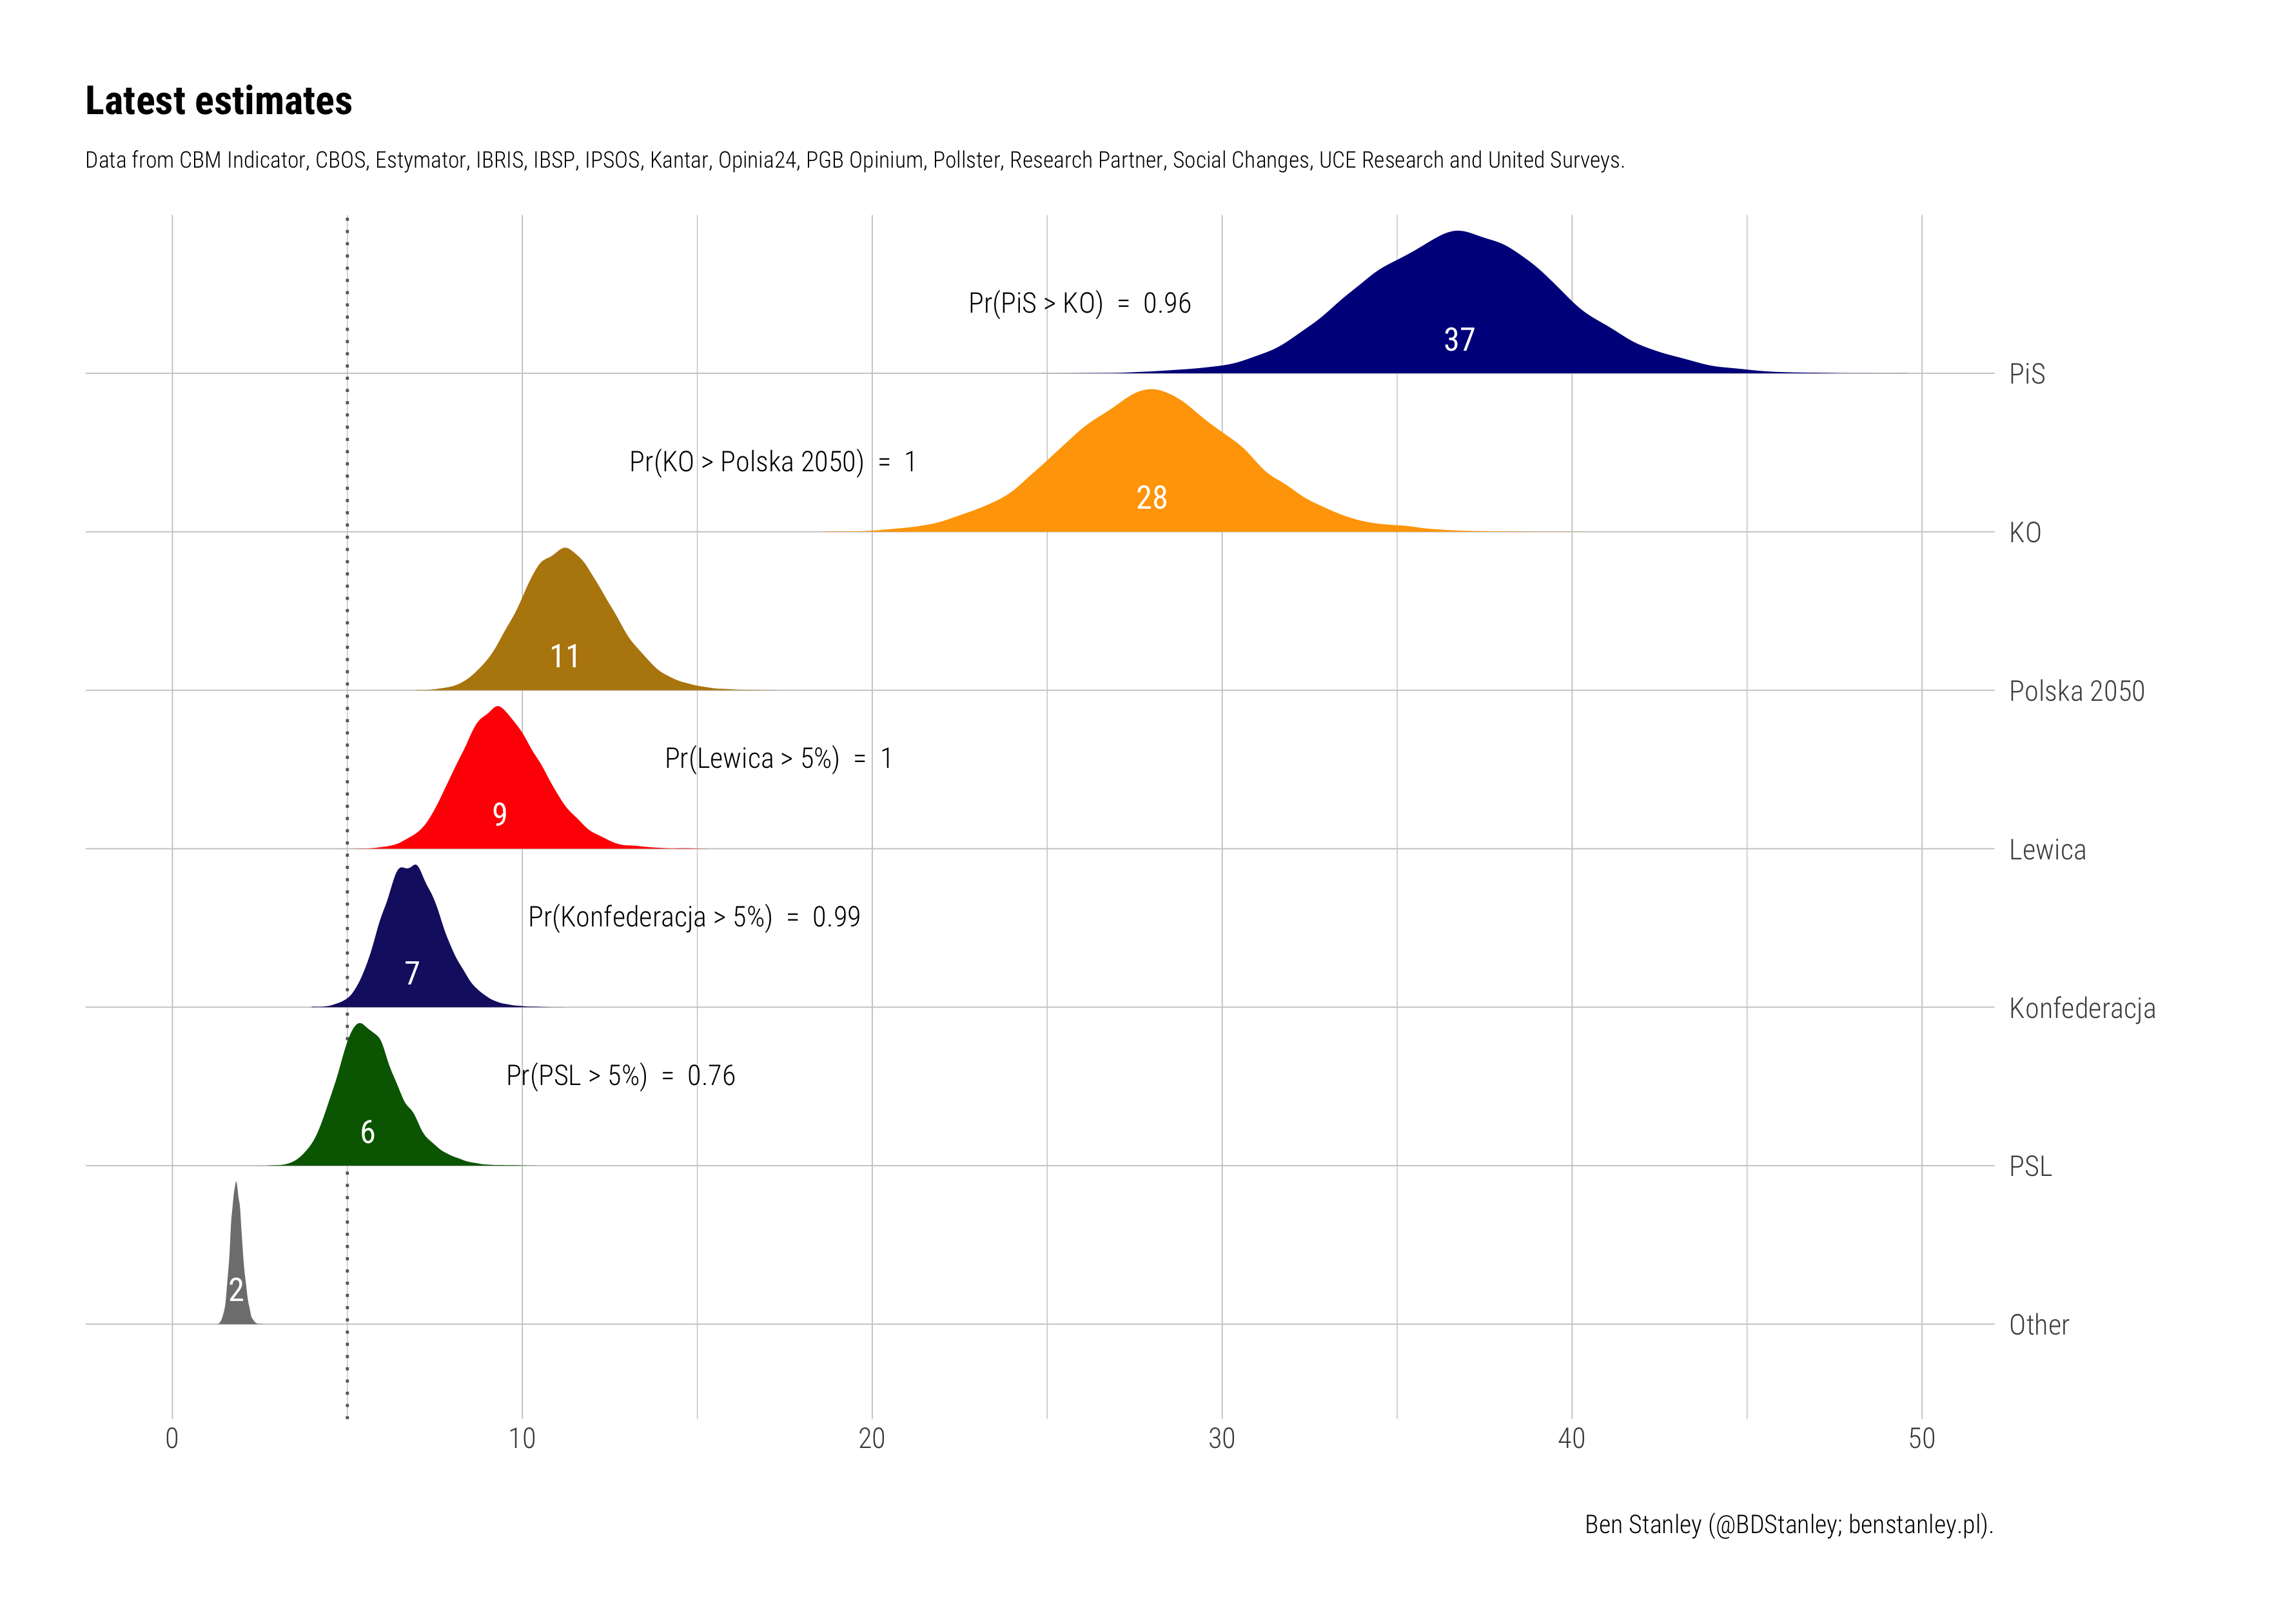 Latest estimates
Data from CBM Indicator, CBOS, Estymator, IBRIS, IBSP, IPSOS, Kantar, Opinia24, PGB Opinium, Pollster, Research Partner, Social Changes, UCE Research and United Surveys.
Pr(PiS > KO) = 0.96
37
PiS
Pr(KO > Polska 2050) = 1
28
KO
11
Polska 2050
Pr(Lewica > 5%) = 1
9
Lewica
Pr(Konfederacja > 5%) = 0.99
7
Konfederacja
Pr(PSL > 5%) = 0.76
6
PSL
2
Other
0 10 20 30 40 50
Ben Stanley (@BDStanley; benstanley.pl).